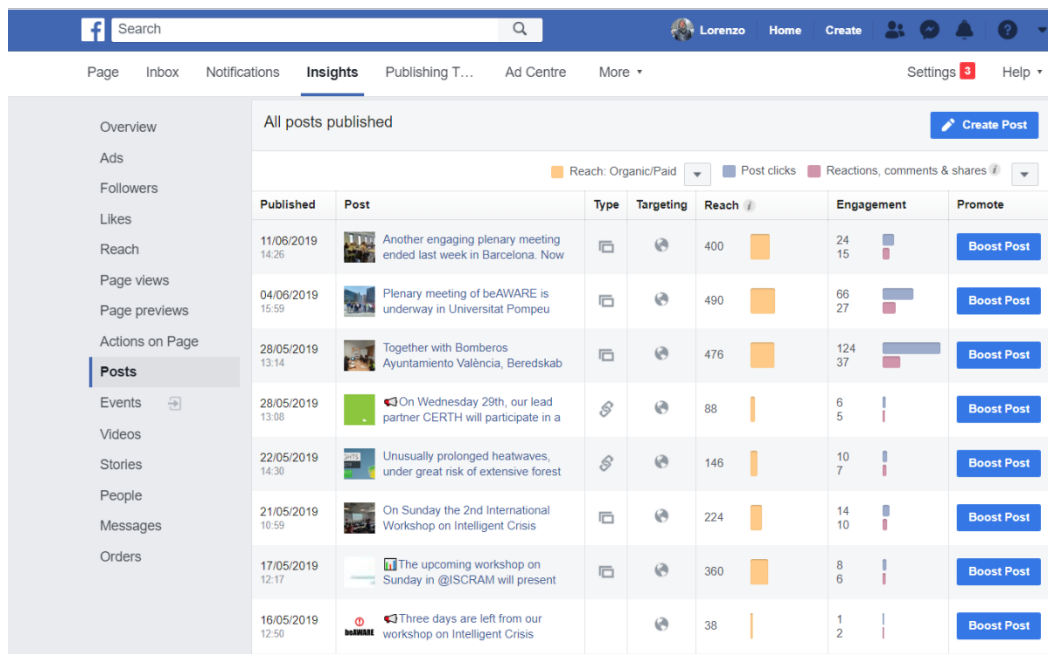 f Search Lorenzo Home Create
Page Inbox Notifications Insights Publishing T... Ad Centre More Settings 3 Help
Overview
Ads
Followers
Likes
Reach
Page views
Page previews
Actions on Page
Posts
Events
Videos
Stories
People
Messages
Orders
All posts published
Create Post
Reach: Organic/Paid Post clicks Reactions, comments & shares i
Published Post Type Targeting Reach i Engagement Promote
11/06/2019 Another engaging plenary meeting 400 24 Boost Post
14:26 ended last week in Barcelona. Now 15
04/06/2019 Plenary meeting of beAWARE is 490 66 Boost Post
15:59 underway in Universitat Pompeu 27
28/05/2019 Together with Bomberos 476 124 Boost Post
13:14 Ayuntamiento València, Beredskab 37
28/05/2019 📢On Wednesday 29th, our lead 88 6 Boost Post
13:08 partner CERTH will participate in a 5
22/05/2019 Unusually prolonged heatwaves, 146 10 Boost Post
14:30 under great risk of extensive forest 7
21/05/2019 On Sunday the 2nd International 224 14 Boost Post
10:59 Workshop on Intelligent Crisis 10
17/05/2019 📊The upcoming workshop on 360 8 Boost Post
12:17 Sunday in @ISCRAM will present 6
16/05/2019 📢Three days are left from our 38 1 Boost Post
12:50 beAWARE workshop on Intelligent Crisis 2